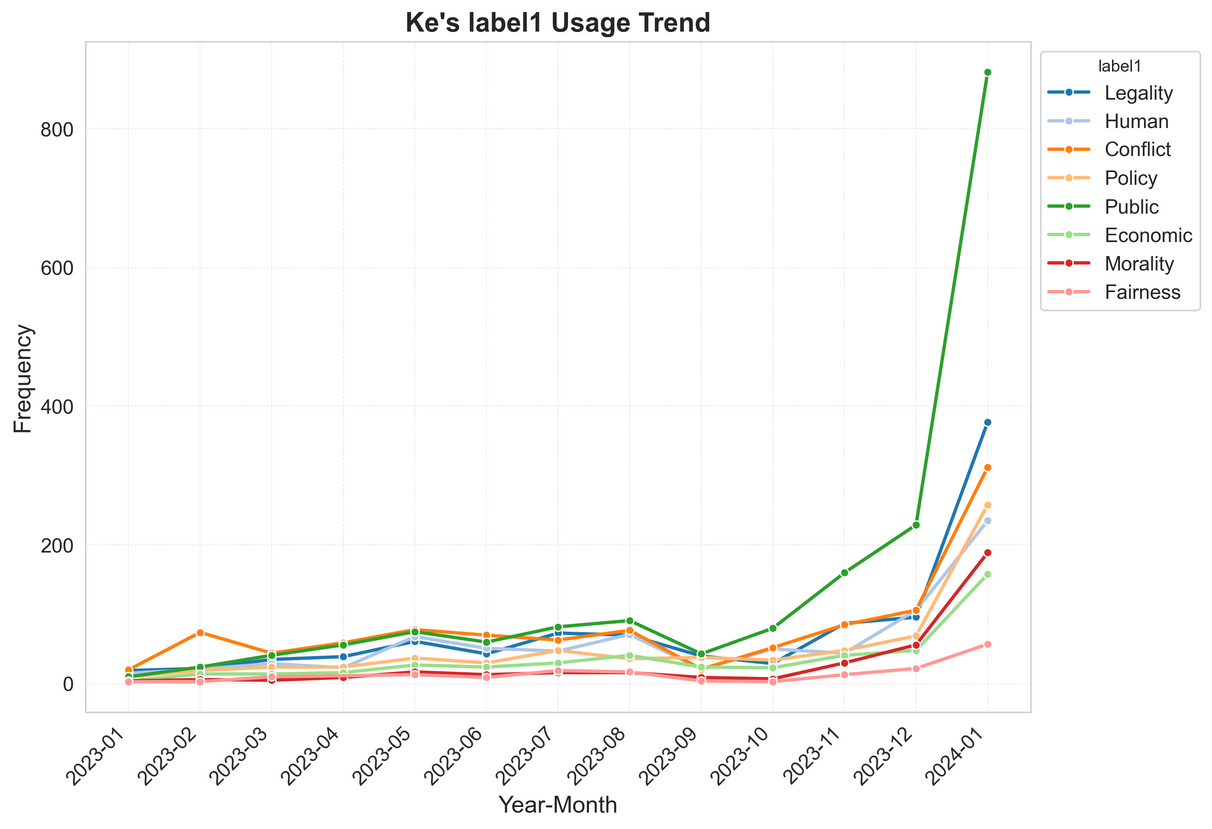 Ke's label1 Usage Trend
label1
Legality
Human
Conflict
Policy
Public
Economic
Morality
Fairness
Frequency
800
600
400
200
0
2023-01
2023-02
2023-03
2023-04
2023-05
2023-06
2023-07
2023-08
2023-09
2023-10
2023-11
2023-12
2024-01
Year-Month